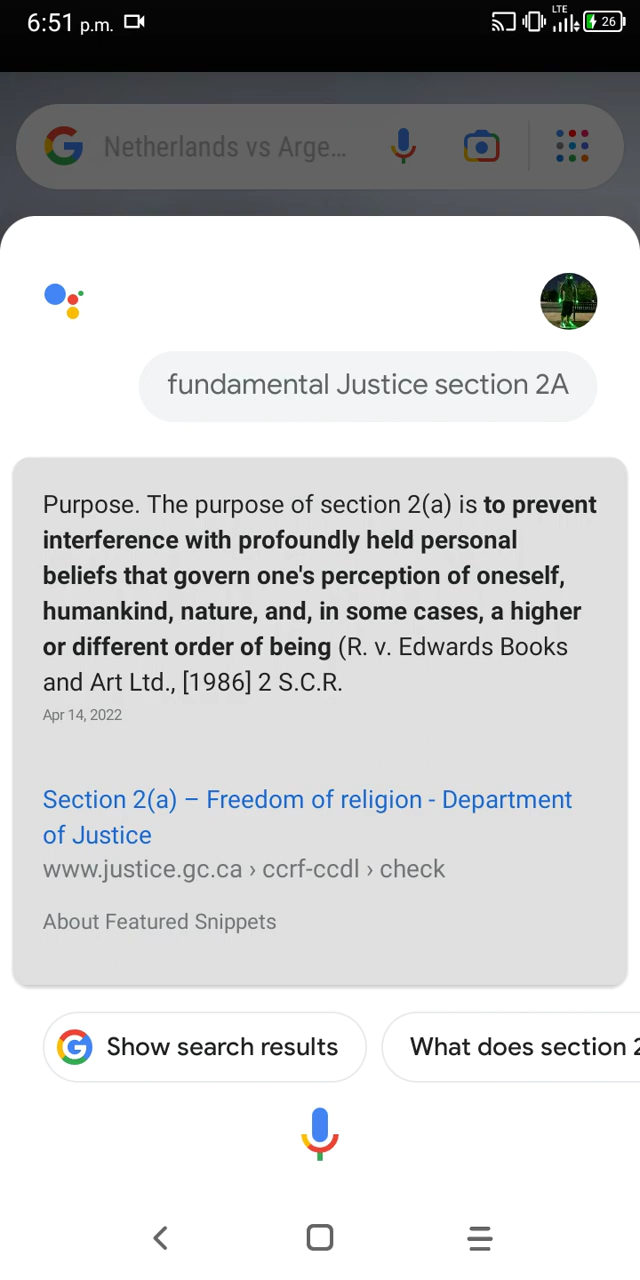 6:51 p.m.
LTE
26
Netherlands vs Arge...
fundamental Justice section 2A
Purpose. The purpose of section 2(a) is to prevent
interference with profoundly held personal
beliefs that govern one's perception of oneself,
humankind, nature, and, in some cases, a higher
or different order of being (R. v. Edwards Books
and Art Ltd., [1986] 2 S.C.R.
Apr 14, 2022
Section 2(a) – Freedom of religion - Department
of Justice
www.justice.gc.ca › ccrf-ccdl › check
About Featured Snippets
Show search results
What does section 2